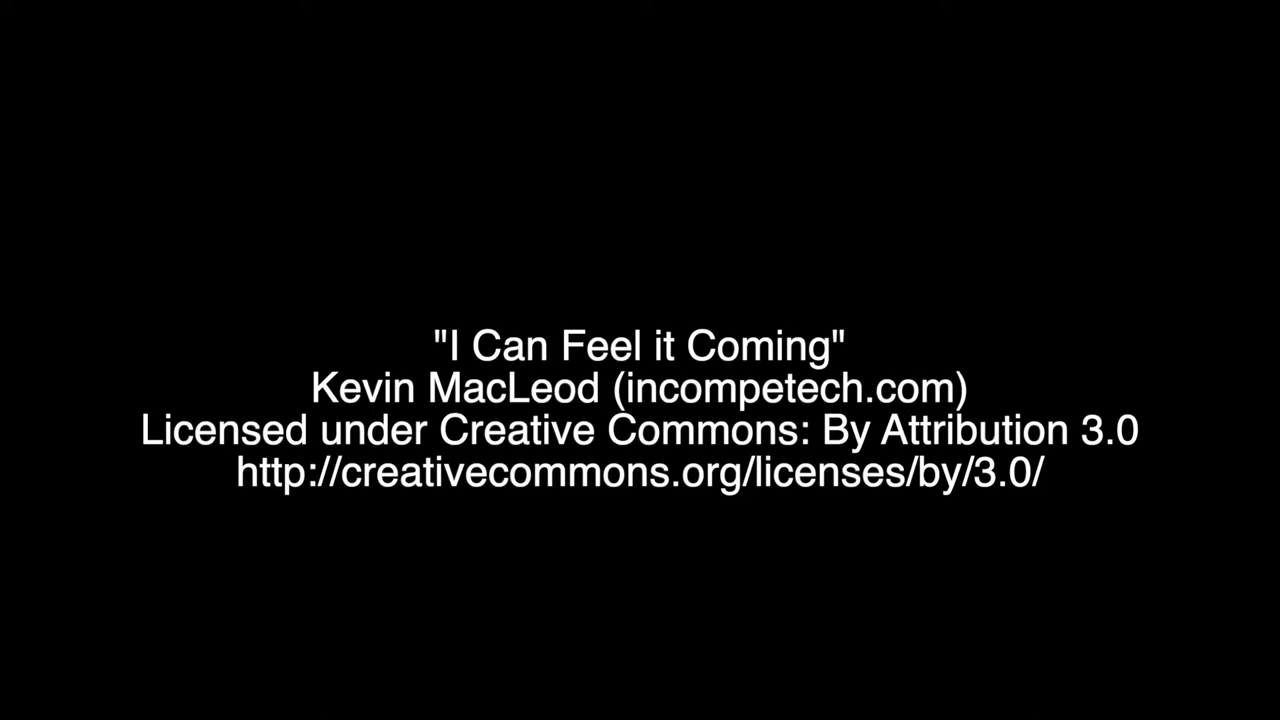 "I Can Feel it Coming"
Kevin MacLeod (incompetech.com)
Licensed under Creative Commons: By Attribution 3.0
http://creativecommons.org/licenses/by/3.0/